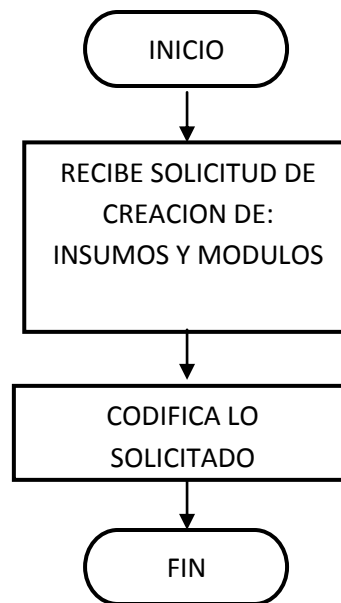 INICIO
RECIBE SOLICITUD DE
CREACION DE:
INSUMOS Y MODULOS
CODIFICA LO
SOLICITADO
FIN